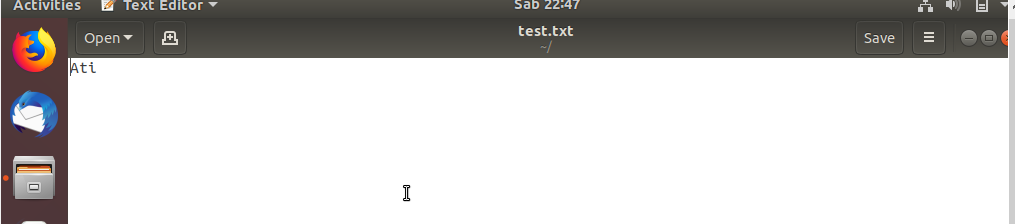 Activities Text Editor Sab 22:47
Open test.txt Save
~/
Ati